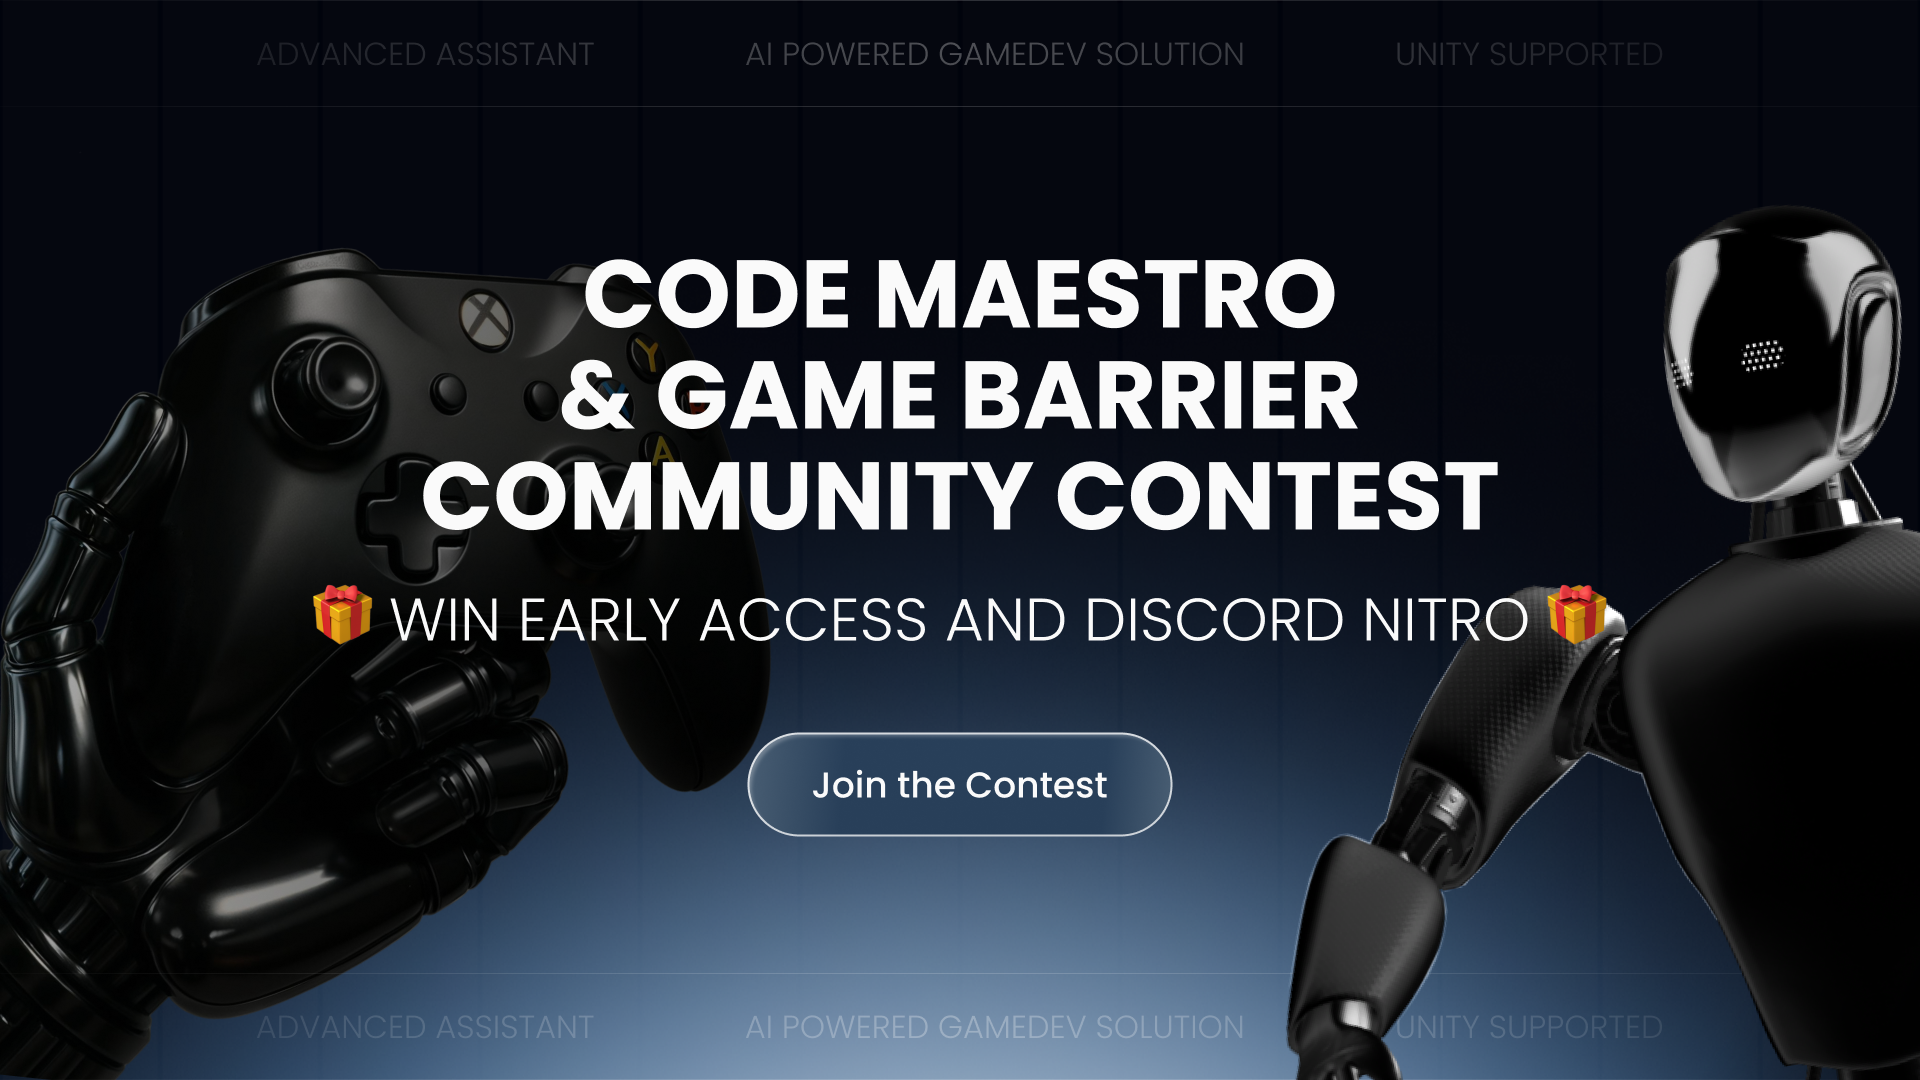 ADVANCED ASSISTANT
AI POWERED GAMEDEV SOLUTION
UNITY SUPPORTED
CODE MAESTRO
& GAME BARRIER
COMMUNITY CONTEST
🎁 WIN EARLY ACCESS AND DISCORD NITRO 🎁
Join the Contest
ADVANCED ASSISTANT
AI POWERED GAMEDEV SOLUTION
UNITY SUPPORTED
Y
X
A